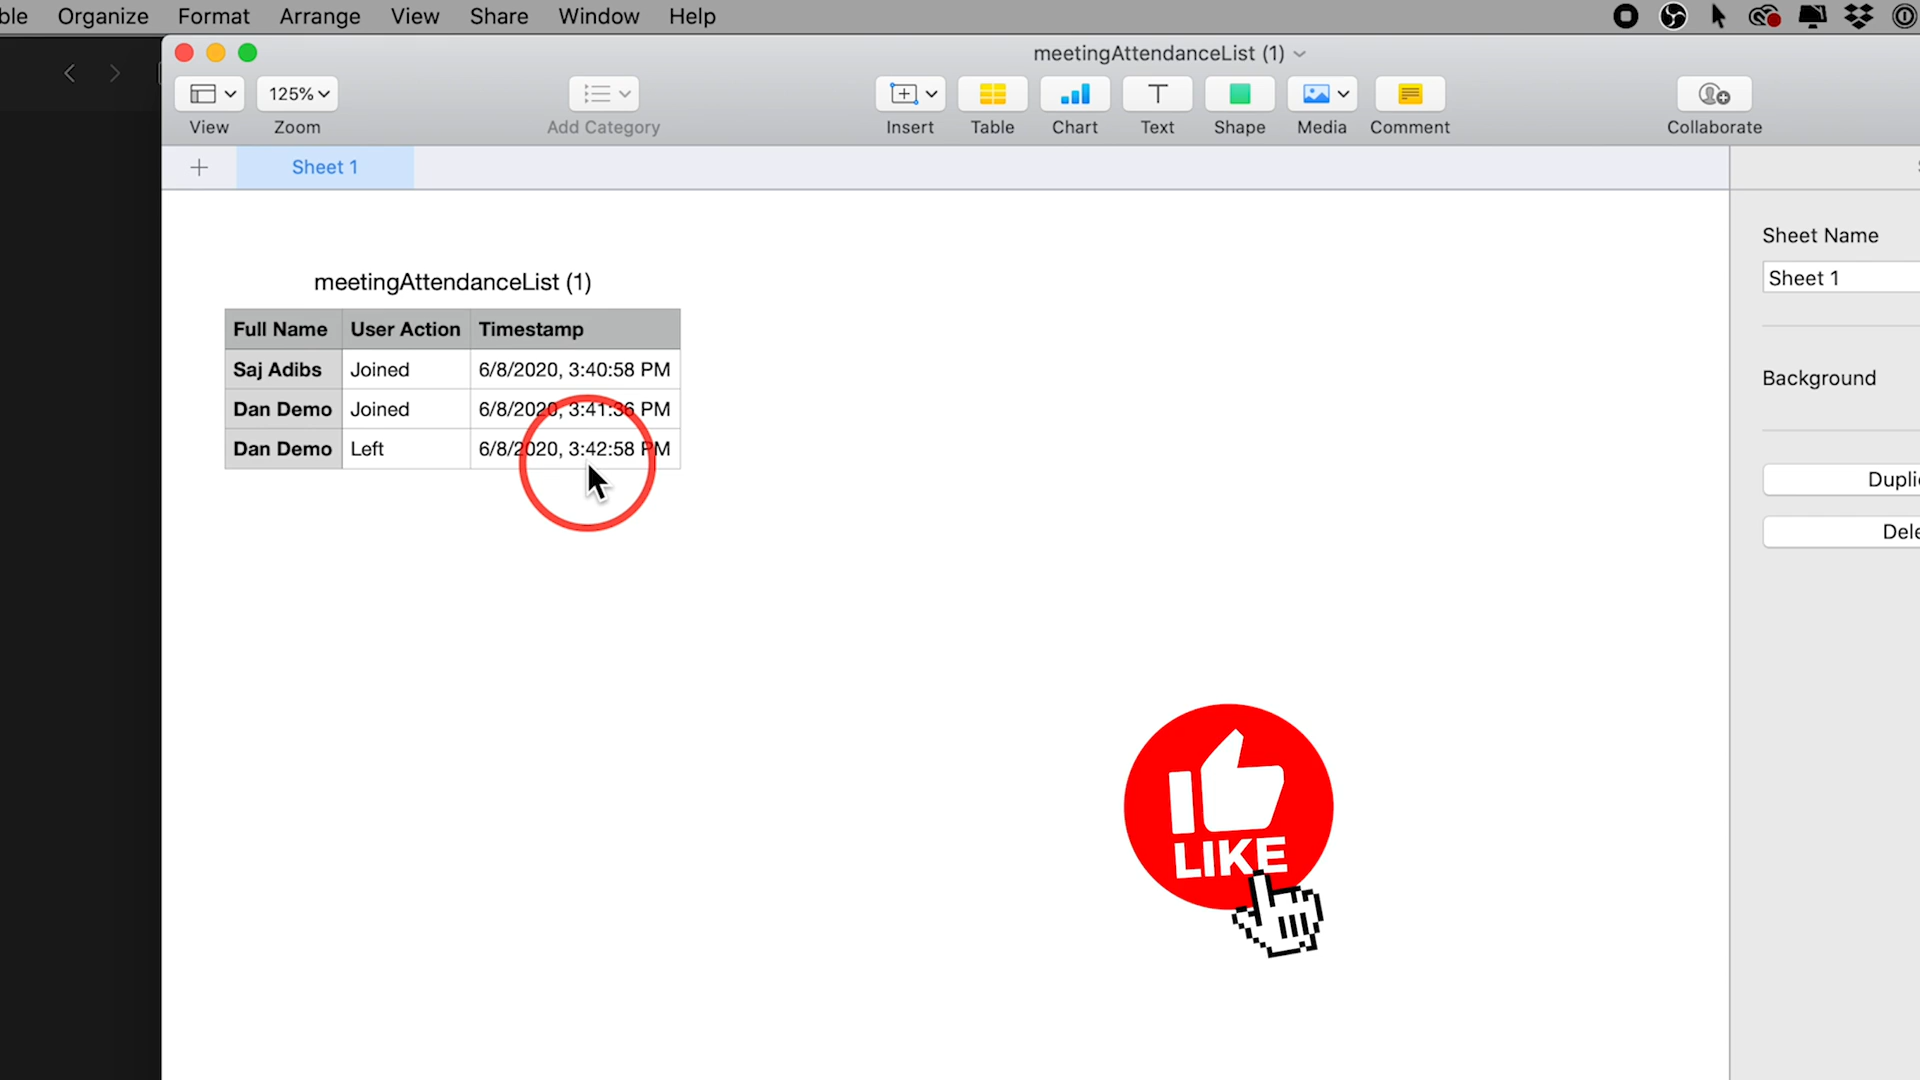 ble Organize Format Arrange View Share Window Help
meetingAttendanceList (1)
125%
View Zoom Add Category Insert Table Chart Text Shape Media Comment Collaborate
Sheet 1
Sheet Name
Sheet 1
Background
Dupli
Dele
meetingAttendanceList (1)
Full Name User Action Timestamp
Saj Adibs Joined 6/8/2020, 3:40:58 PM
Dan Demo Joined 6/8/2020, 3:41:36 PM
Dan Demo Left 6/8/2020, 3:42:58 PM
LIKE